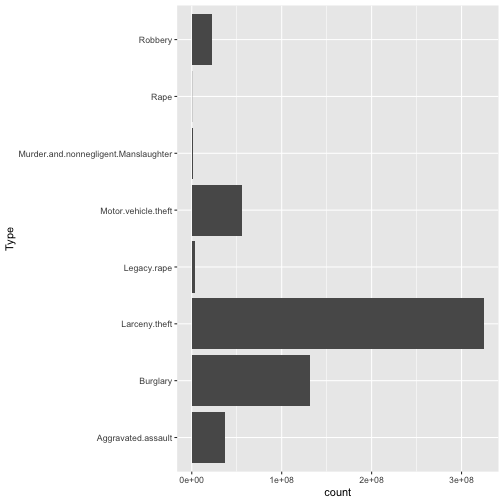 Robbery
Rape
Murder.and.nonnegligent.Manslaughter
Motor.vehicle.theft
Type
Legacy.rape
Larceny.theft
Burglary
Aggravated.assault
0e+00 1e+08 2e+08 3e+08
count